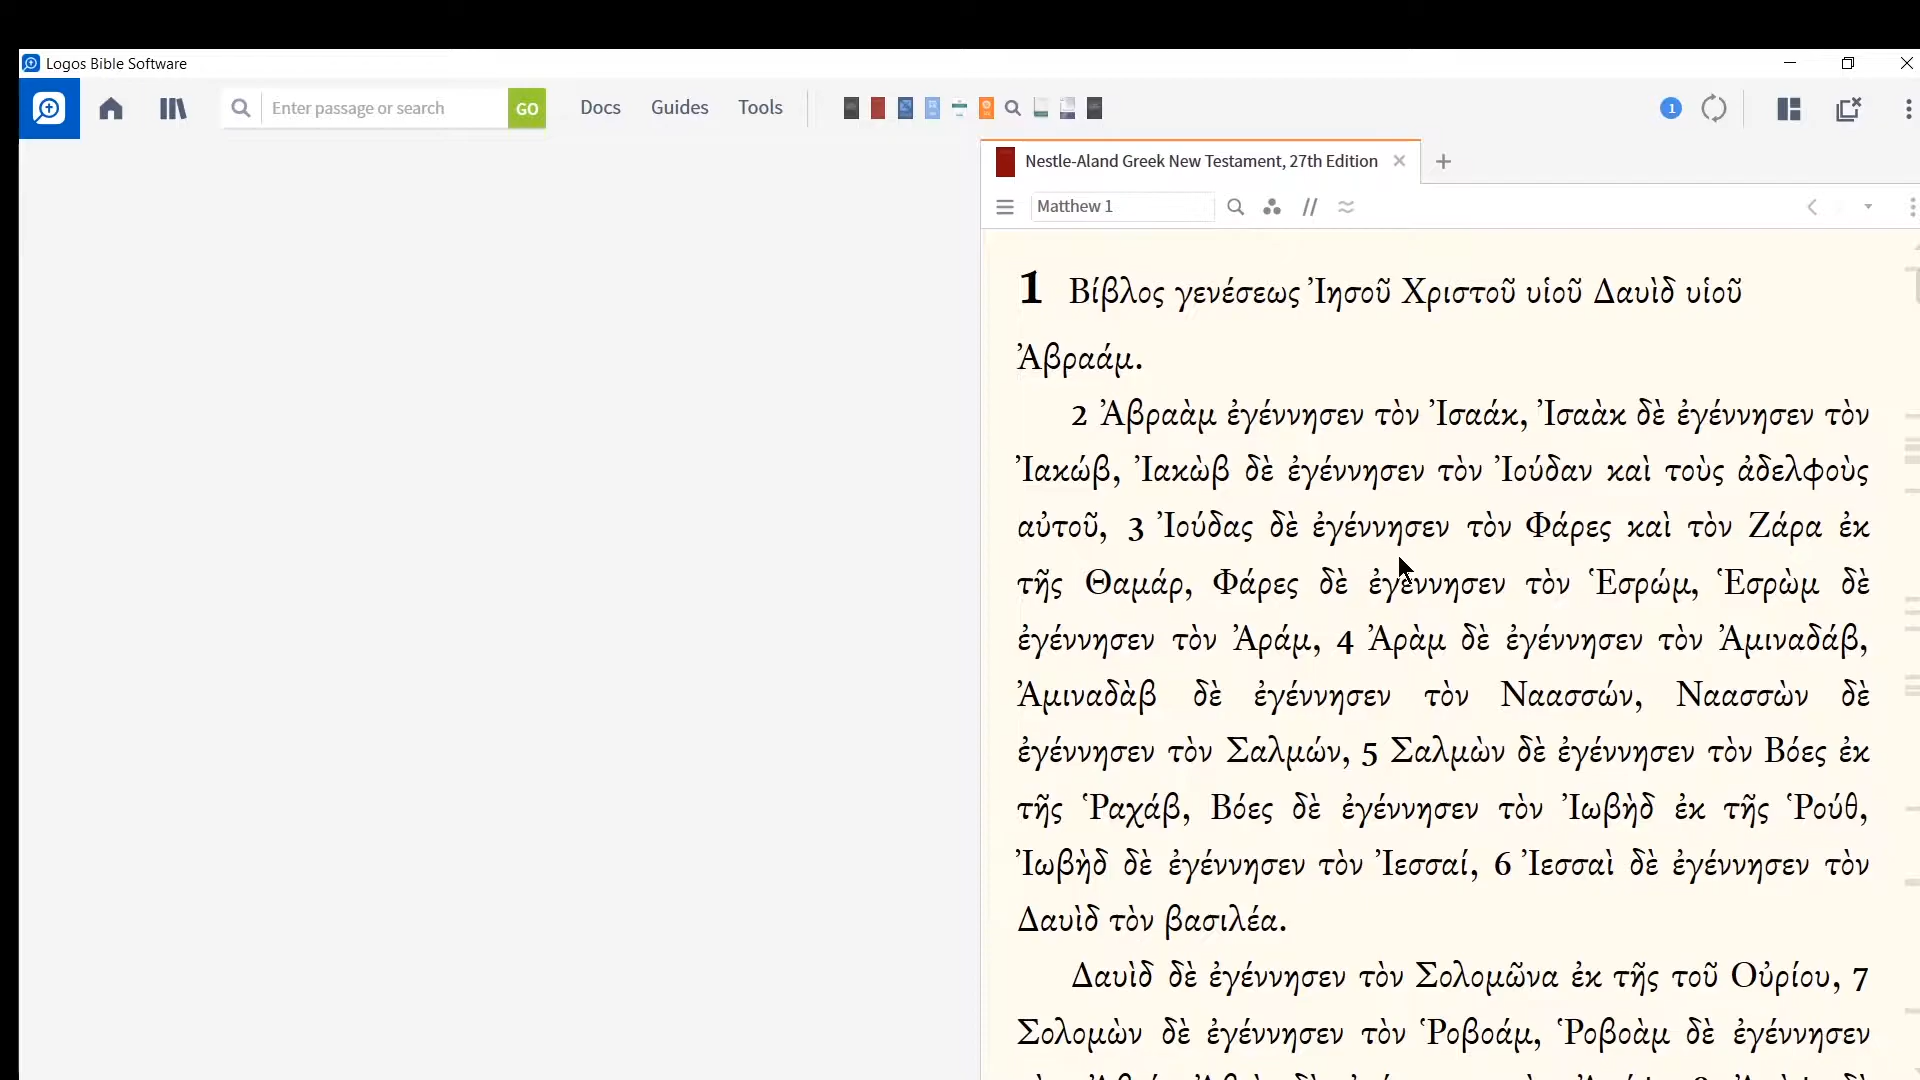 Logos Bible Software
Enter passage or search
GO
Docs
Guides
Tools
1
Nestle-Aland Greek New Testament, 27th Edition
Matthew 1
1 Βίβλος γενέσεως Ἰησοῦ Χριστοῦ υἱοῦ Δαυὶδ υἱοῦ
Ἀβραάμ.
2 Ἀβραὰμ ἐγέννησεν τὸν Ἰσαάκ, Ἰσαὰκ δὲ ἐγέννησεν τὸν
Ἰακώβ, Ἰακὼβ δὲ ἐγέννησεν τὸν Ἰούδαν καὶ τοὺς ἀδελφοὺς
αὐτοῦ, 3 Ἰούδας δὲ ἐγέννησεν τὸν Φάρες καὶ τὸν Ζάρα ἐκ
τῆς Θαμάρ, Φάρες δὲ ἐγέννησεν τὸν Ἑσρώμ, Ἑσρὼμ δὲ
ἐγέννησεν τὸν Ἀράμ, 4 Ἀρὰμ δὲ ἐγέννησεν τὸν Ἀμιναδάβ,
Ἀμιναδὰβ δὲ ἐγέννησεν τὸν Ναασσών, Ναασσὼν δὲ
ἐγέννησεν τὸν Σαλμών, 5 Σαλμὼν δὲ ἐγέννησεν τὸν Βόες ἐκ
τῆς Ῥαχάβ, Βόες δὲ ἐγέννησεν τὸν Ἰωβὴδ ἐκ τῆς Ῥούθ,
Ἰωβὴδ δὲ ἐγέννησεν τὸν Ἰεσσαί, 6 Ἰεσσαὶ δὲ ἐγέννησεν τὸν
Δαυὶδ τὸν βασιλέα.
Δαυὶδ δὲ ἐγέννησεν τὸν Σολομῶνα ἐκ τῆς τοῦ Οὐρίου, 7
Σολομὼν δὲ ἐγέννησεν τὸν Ῥοβοάμ, Ῥοβοὰμ δὲ ἐγέννησεν